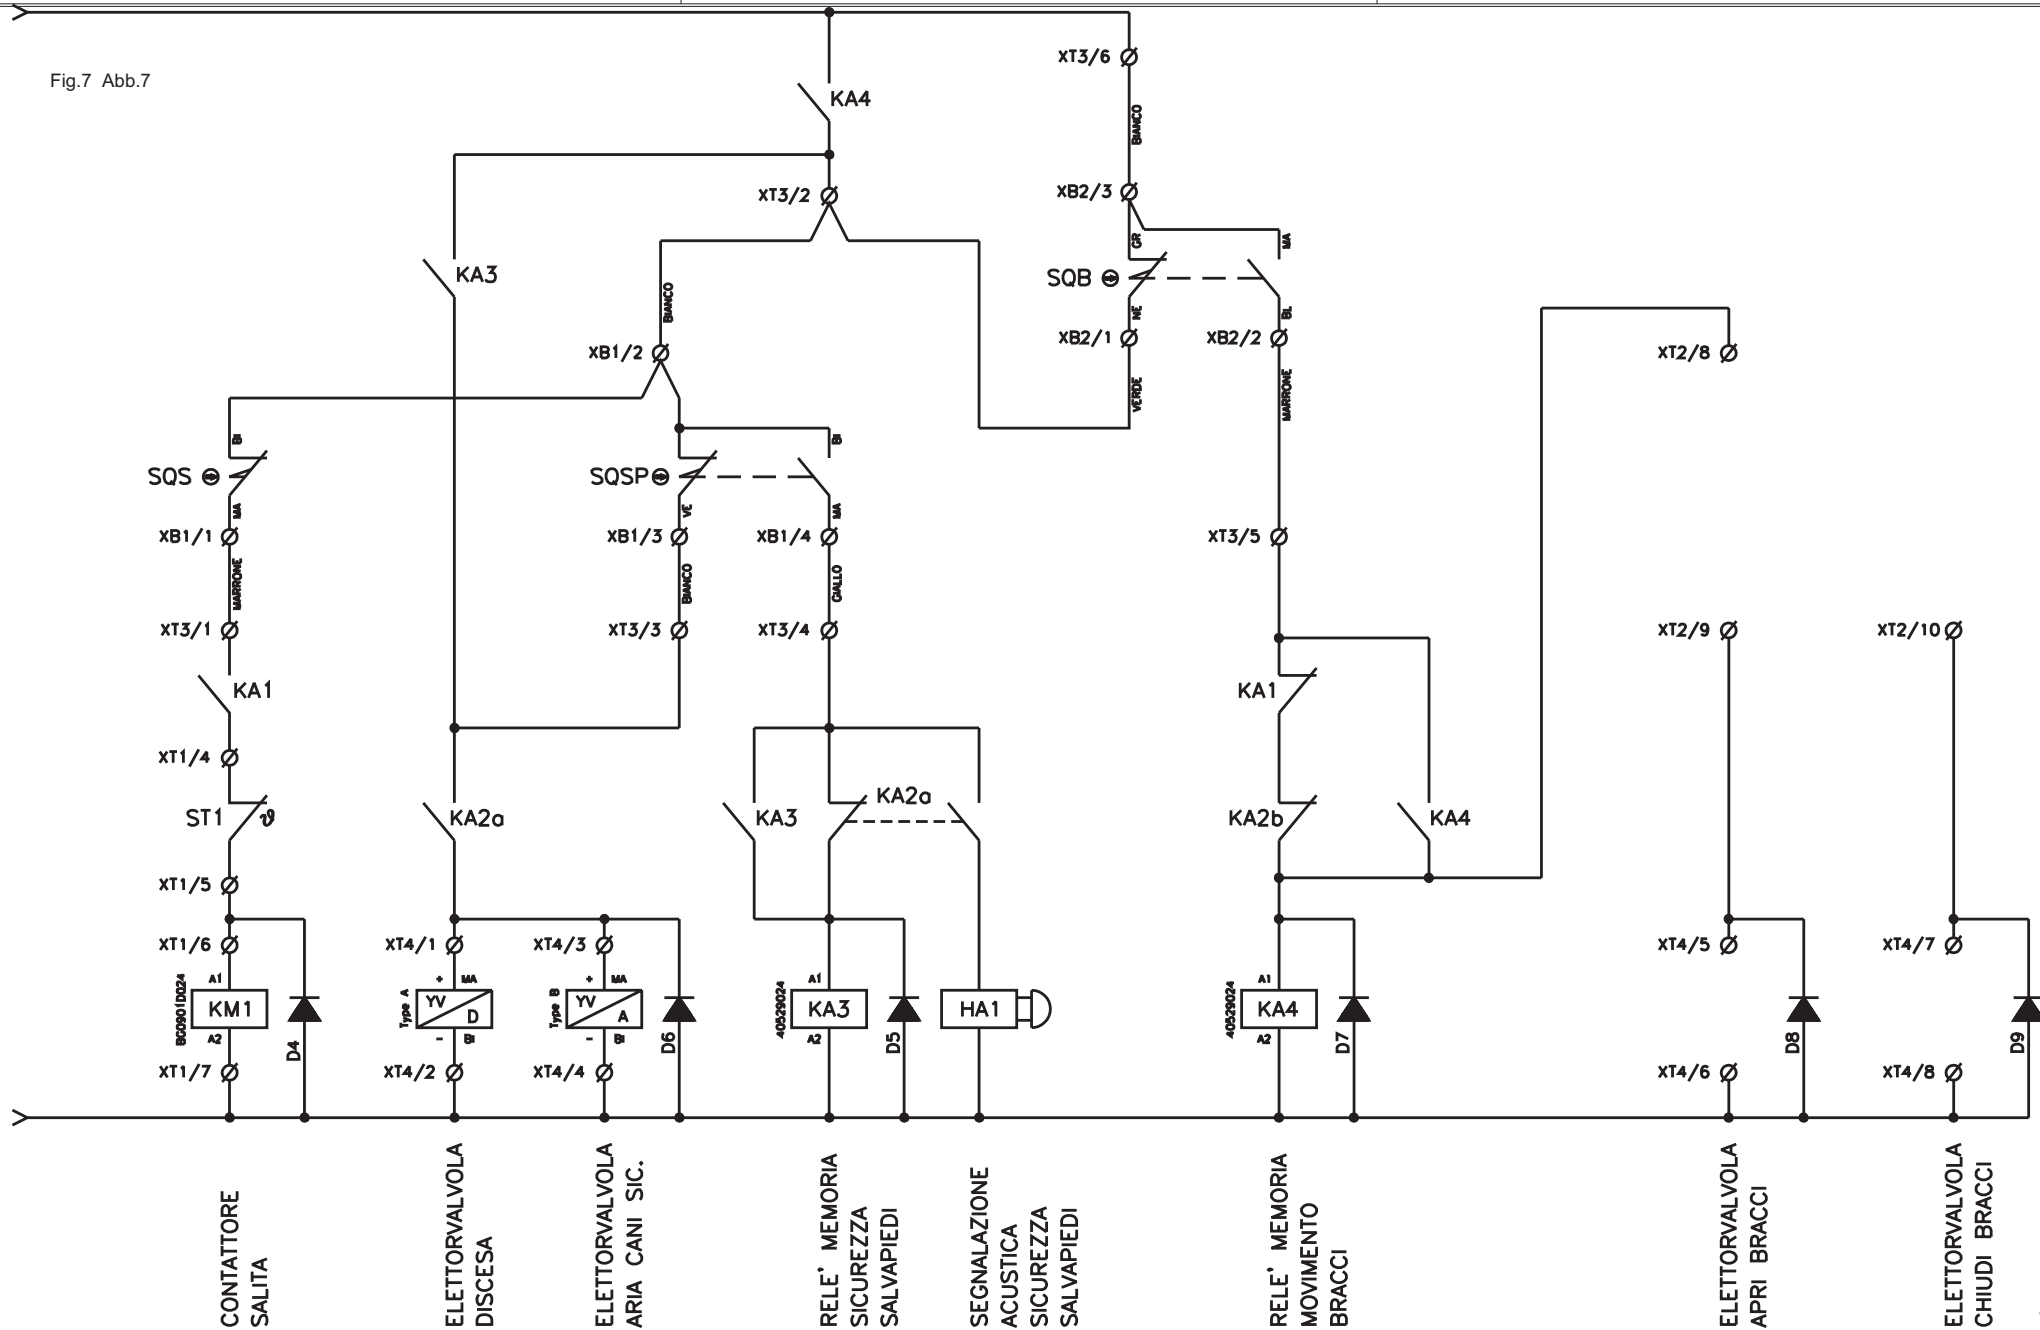 Fig.7 Abb.7
XT3/6
KA4
BIANCO
XT3/2
XB2/3
GR
MA
KA3
SQB
BIANCO
NE
BL
XB1/2
XB2/1
XB2/2
XT2/8
VERDE
MARRONE
BI
BI
SQS
SQSP
MA
VE
MA
XB1/1
XB1/3
XB1/4
XT3/5
MARRONE
BIANCO
GIALLO
XT3/1
XT3/3
XT3/4
XT2/9
XT2/10
KA1
KA1
XT1/4
ST1
KA2a
KA3
KA2a
KA2b
KA4
XT1/5
XT1/6
XT4/1
XT4/3
XT4/5
XT4/7
A1
+ MA
+ MA
A1
A1
BG0901D024
KM1
Type A
YV
D
Type B
YV
A
40529024
KA3
HA1
40529024
KA4
A2
- BI
- BI
A2
A2
D4
D6
D5
D7
D8
D9
XT1/7
XT4/2
XT4/4
XT4/6
XT4/8
CONTATTORE
SALITA
ELETTORVALVOLA
DISCESA
ELETTORVALVOLA
ARIA CANI SIC.
RELE' MEMORIA
SICUREZZA
SALVAPIEDI
SEGNALAZIONE
ACUSTICA
SICUREZZA
SALVAPIEDI
RELE' MEMORIA
MOVIMENTO
BRACCI
ELETTORVALVOLA
APRI BRACCI
ELETTORVALVOLA
CHIUDI BRACCI